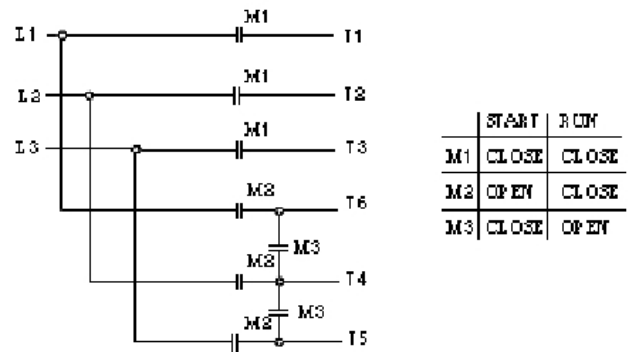 M1
L1 T1
M1
L2 T2
M1
L3 T3
M2
T6
M3
M2
T4
M3
M2
T5
START RUN
M1 CLOSE CLOSE
M2 OPEN CLOSE
M3 CLOSE OPEN